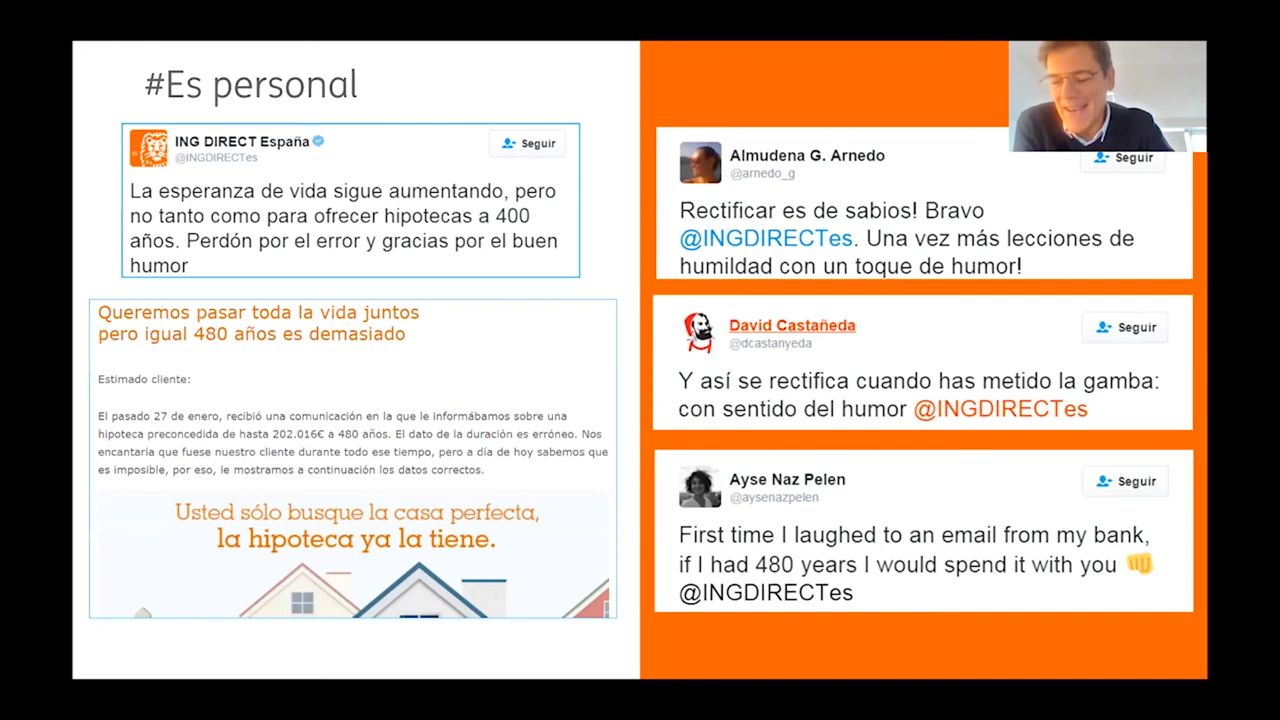 #Es personal
ING DIRECT España
@INGDIRECTes
Seguir
La esperanza de vida sigue aumentando, pero
no tanto como para ofrecer hipotecas a 400
años. Perdón por el error y gracias por el buen
humor
Queremos pasar toda la vida juntos
pero igual 480 años es demasiado
Estimado cliente:
El pasado 27 de enero, recibió una comunicación en la que le informábamos sobre una
hipoteca preconcedida de hasta 202.016€ a 480 años. El dato de la duración es erróneo. Nos
encantaría que fuese nuestro cliente durante todo ese tiempo, pero a día de hoy sabemos que
es imposible, por eso, le mostramos a continuación los datos correctos.
Usted sólo busque la casa perfecta,
la hipoteca ya la tiene.
Almudena G. Arnedo
@arnedo_g
Seguir
Rectificar es de sabios! Bravo
@INGDIRECTes. Una vez más lecciones de
humildad con un toque de humor!
David Castañeda
@dcastanyeda
Seguir
Y así se rectifica cuando has metido la gamba:
con sentido del humor @INGDIRECTes
Ayse Naz Pelen
@aysenazpelen
Seguir
First time I laughed to an email from my bank,
if I had 480 years I would spend it with you 👊
@INGDIRECTes